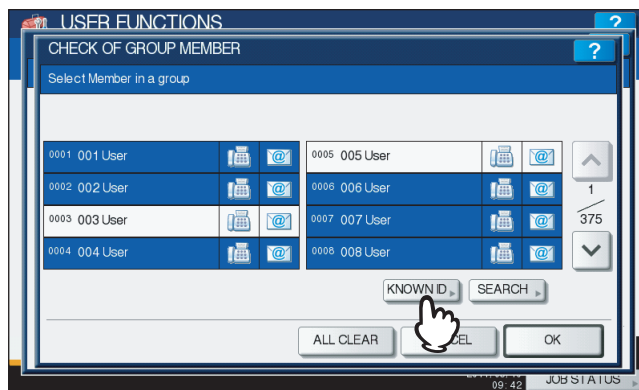 USER FUNCTIONS
?
CHECK OF GROUP MEMBER
?
Select Member in a group
0001 001 User
0005 005 User
0002 002 User
0006 006 User
1
0003 003 User
0007 007 User
375
0004 004 User
0008 008 User
KNOWN ID
SEARCH
ALL CLEAR
OK
09:42
JOB STATUS